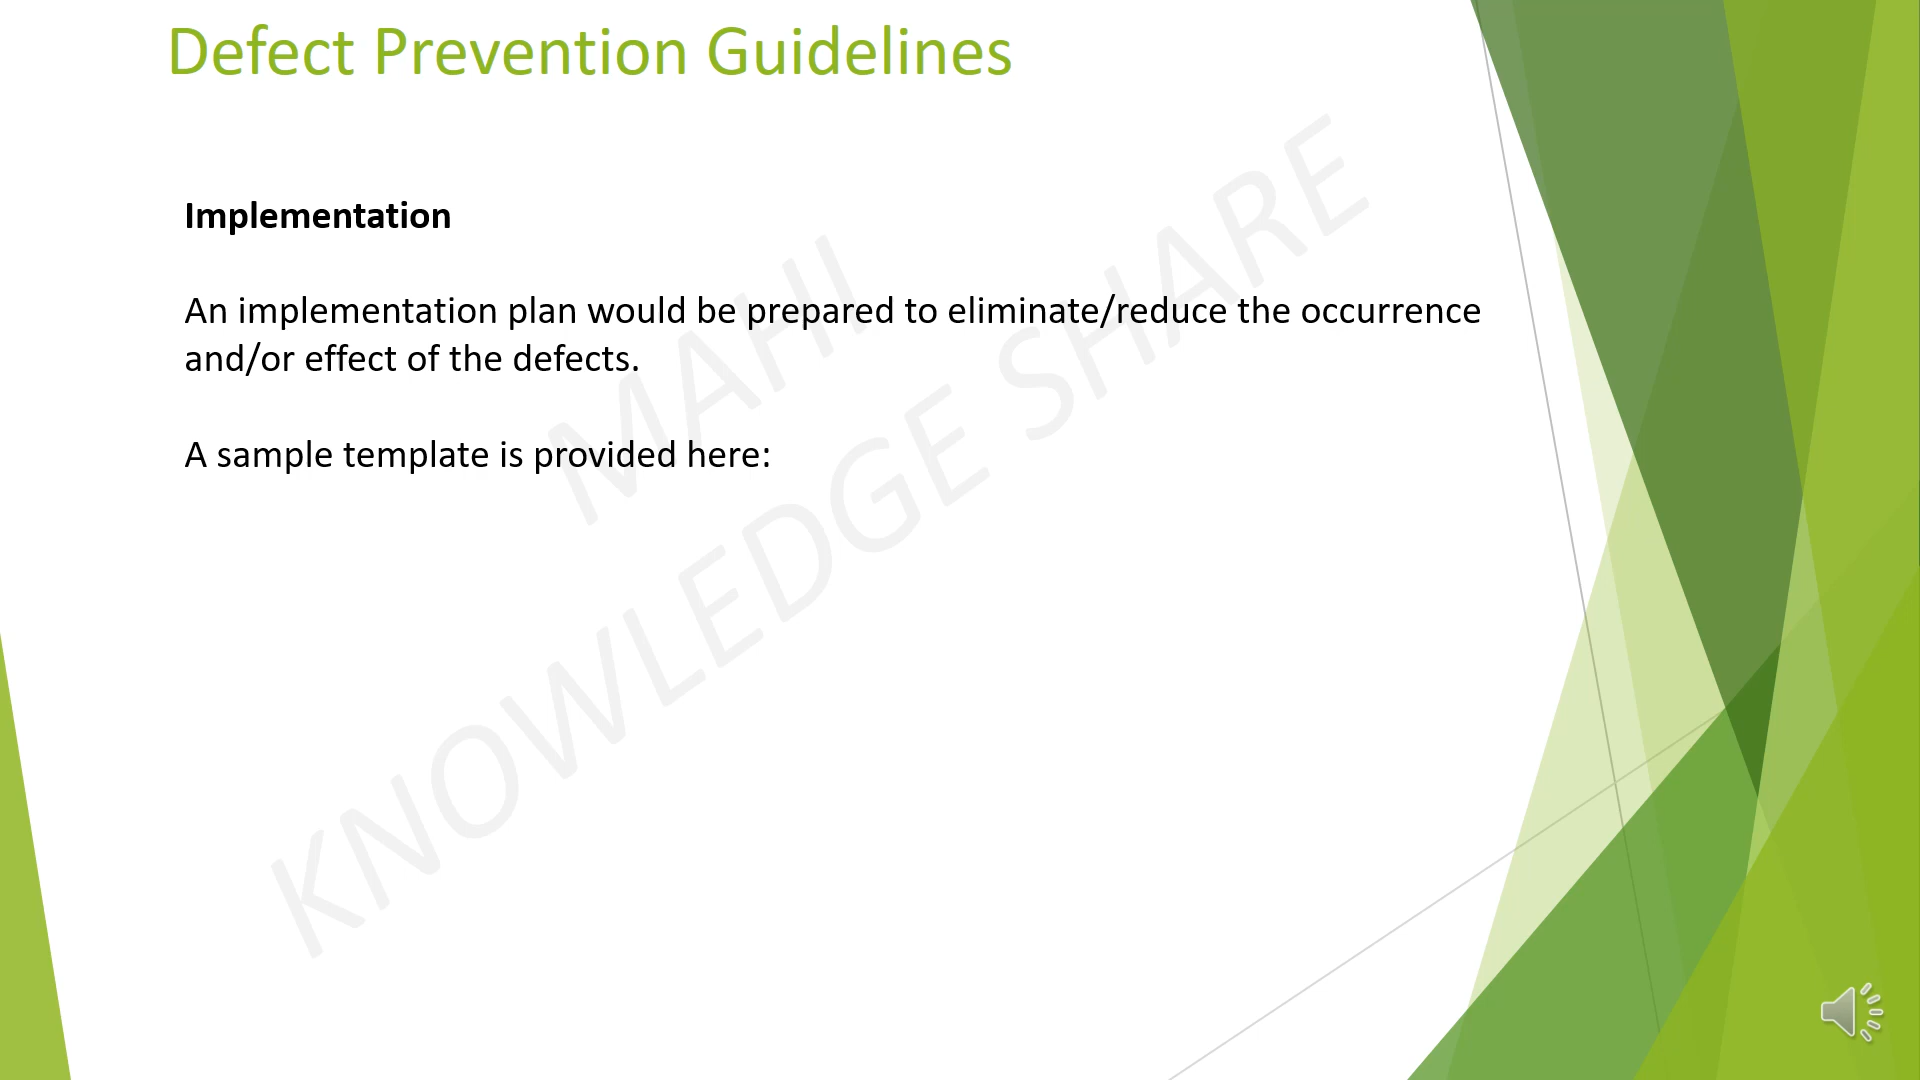 Defect Prevention Guidelines
Implementation
An implementation plan would be prepared to eliminate/reduce the occurrence
and/or effect of the defects.
A sample template is provided here:
MAHI
KNOWLEDGE SHARE